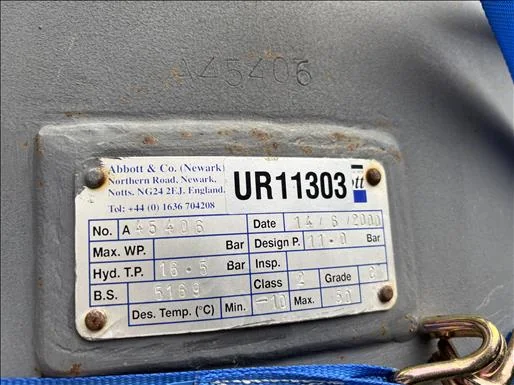 A45406
Abbott & Co. (Newark)
Northern Road, Newark,
Notts. NG24 2EJ. England.
Tel: +44 (0) 1636 704208
UR11303
No. A 45406 Date 14/6/2000
Max. WP. Bar Design P. 11.0 Bar
Hyd. T.P. 16.5 Bar Insp.
B.S. 5169 Class 2 Grade
Des. Temp. (°C) Min. -10 Max.